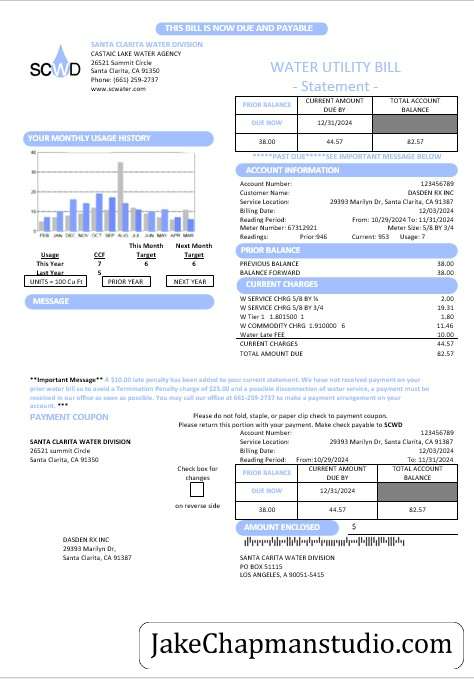 THIS BILL IS NOW DUE AND PAYABLE
SCWD
SANTA CLARITA WATER DIVISION
CASTAIC LAKE WATER AGENCY
26521 Summit Circle
Santa Clarita, CA 91350
Phone: (661) 259-2737
www.scwater.com
WATER UTILITY BILL
- Statement -
PRIOR BALANCE CURRENT AMOUNT DUE BY TOTAL ACCOUNT BALANCE
DUE NOW 12/31/2024
38.00 44.57 82.57
*****PAST DUE*****SEE IMPORTANT MESSAGE BELOW
YOUR MONTHLY USAGE HISTORY
FEB JAN DEC NOV OCT SEP AUG JUL JUN MAY APR MAR
This Month Next Month
Usage CCF Target Target
This Year 7 6 6
Last Year 5
UNITS = 100 Cu Ft PRIOR YEAR NEXT YEAR
MESSAGE
ACCOUNT INFORMATION
Account Number: 123456789
Customer Name: DASDEN RX INC
Service Location: 29393 Marilyn Dr, Santa Clarita, CA 91387
Billing Date: 12/03/2024
Reading Period: From: 10/29/2024 To: 11/31/2024
Meter Number: 67312921 Meter Size: 5/8 BY 3/4
Readings: Prior:946 Current: 953 Usage: 7
PRIOR BALANCE
PREVIOUS BALANCE 38.00
BALANCE FORWARD 38.00
CURRENT CHARGES
W SERVICE CHRG 5/8 BY ¾ 2.00
W SERVICE CHRG 5/8 BY 3/4 19.31
W Tier 1 1.801500 1 1.80
W COMMODITY CHRG 1.910000 6 11.46
Water Late FEE 10.00
CURRENT CHARGES 44.57
TOTAL AMOUNT DUE 82.57
**Important Message** A $10.00 late penalty has been added to your current statement. We have not received payment on your
prior water bill so to avoid a Termination Penalty charge of $25.00 and a possible disconnection of water service, a payment must be
received in our office as soon as possible. You may call our office at 661-259-2737 to make a payment arrangement on your
account. ***
PAYMENT COUPON
Please do not fold, staple, or paper clip check to payment coupons.
Please return this portion with your payment. Make check payable to SCWD
SANTA CLARITA WATER DIVISION
26521 summit Circle
Santa Clarita, CA 91350
Account Number: 123456789
Service Location: 29393 Marilyn Dr, Santa Clarita, CA 91387
Billing Date: 12/03/2024
Reading Period: From:10/29/2024 To: 11/31/2024
Check box for
changes
on reverse side
PRIOR BALANCE CURRENT AMOUNT DUE BY TOTAL ACCOUNT BALANCE
DUE NOW 12/31/2024
38.00 44.57 82.57
AMOUNT ENCLOSED $
DASDEN RX INC
29393 Marilyn Dr,
Santa Clarita, CA 91387
SANTA CARITA WATER DIVISION
PO BOX 51115
LOS ANGELES, A 90051-5415
JakeChapmanstudio.com